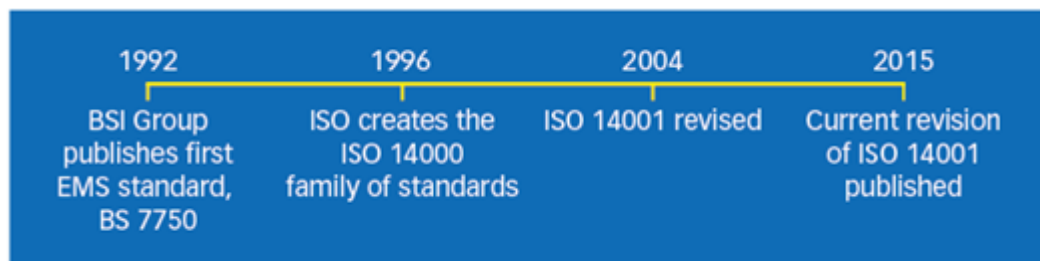 1992
BSI Group
publishes first
EMS standard,
BS 7750
1996
ISO creates the
ISO 14000
family of standards
2004
ISO 14001 revised
2015
Current revision
of ISO 14001
published